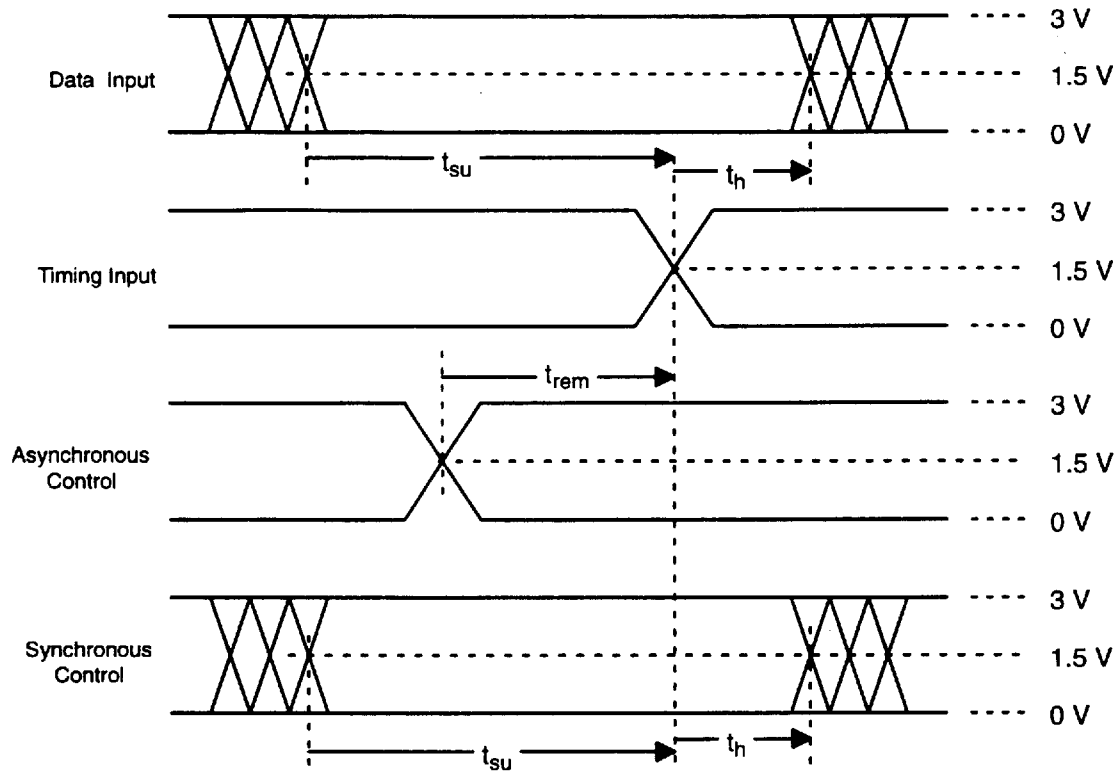 3 V
Data Input
1.5 V
0 V
tsu
th
3 V
Timing Input
1.5 V
0 V
trem
3 V
Asynchronous
Control
1.5 V
0 V
3 V
Synchronous
Control
1.5 V
0 V
tsu
th